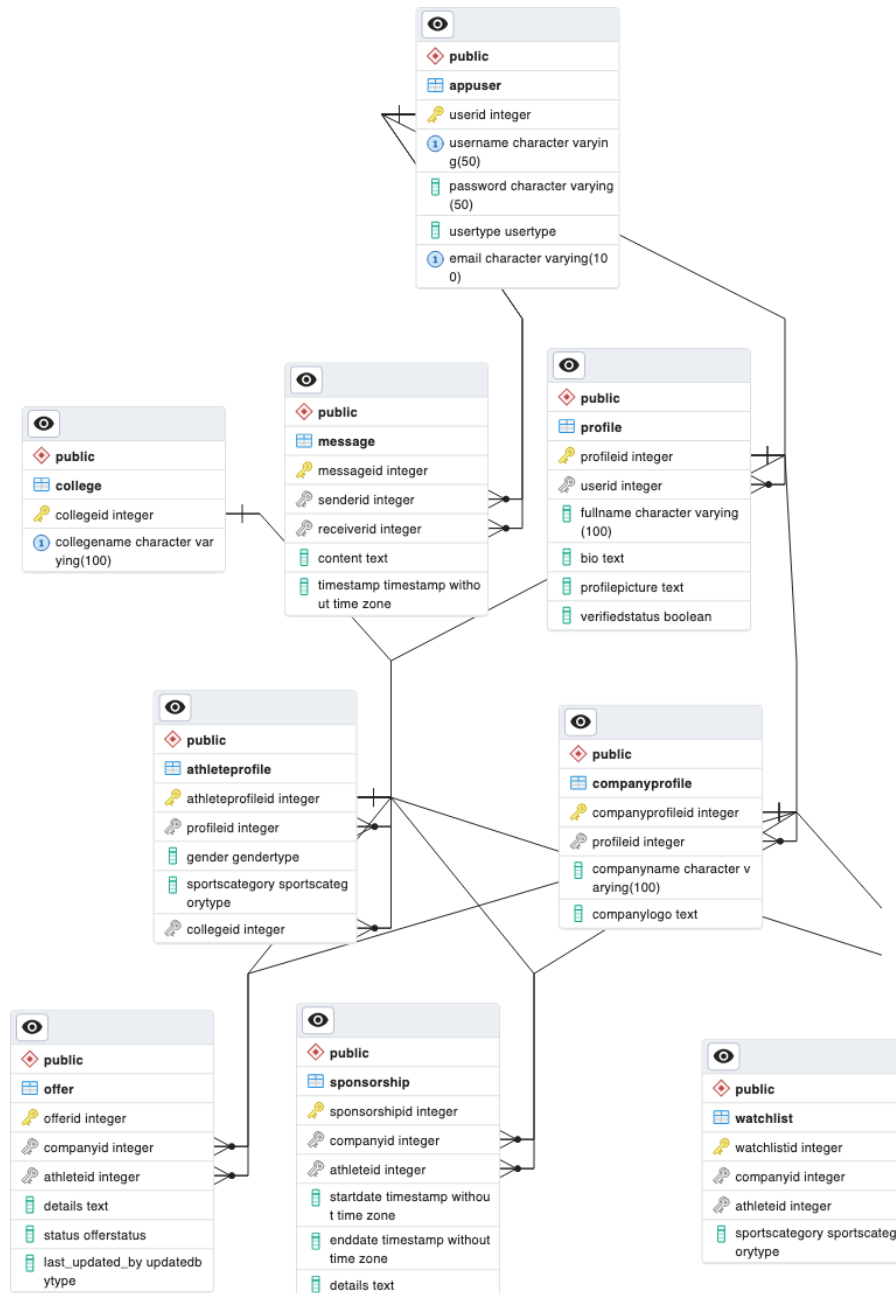 public
appuser
userid integer
1
username character varyin
g(50)
password character varying
(50)
usertype usertype
1
email character varying(10
0)
public
message
messageid integer
senderid integer
receiverid integer
content text
timestamp timestamp witho
ut time zone
public
profile
profileid integer
userid integer
fullname character varying
(100)
bio text
profilepicture text
verifiedstatus boolean
public
college
collegeid integer
1
collegename character var
ying(100)
public
athleteprofile
athleteprofileid integer
profileid integer
gender gendertype
sportscategory sportscateg
orytype
collegeid integer
public
companyprofile
companyprofileid integer
profileid integer
companyname character v
arying(100)
companylogo text
public
offer
offerid integer
companyid integer
athleteid integer
details text
status offerstatus
last_updated_by updatedb
ytype
public
sponsorship
sponsorshipid integer
companyid integer
athleteid integer
startdate timestamp withou
t time zone
enddate timestamp without
time zone
details text
public
watchlist
watchlistid integer
companyid integer
athleteid integer
sportscategory sportscateg
orytype